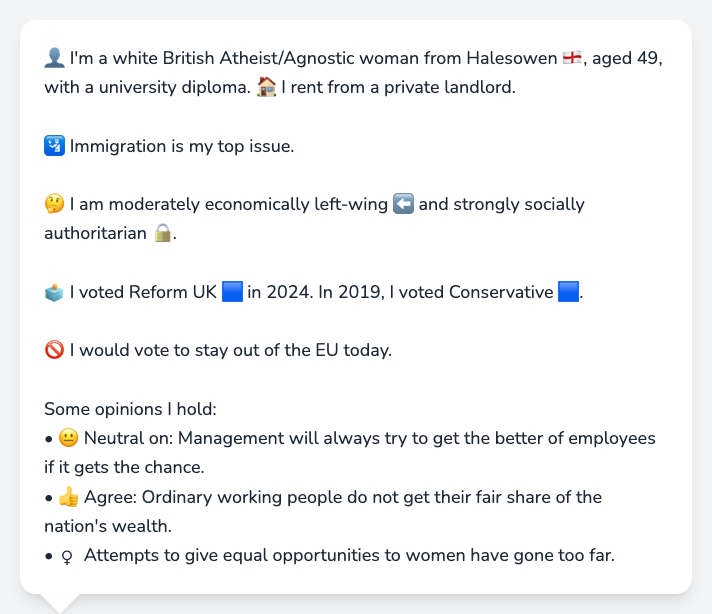 👤 I'm a white British Atheist/Agnostic woman from Halesowen 🏴󠁧󠁢󠁥󠁮󠁧󠁿, aged 49,
with a university diploma. 🏠 I rent from a private landlord.
🛂 Immigration is my top issue.
🤔 I am moderately economically left-wing ⬅️ and strongly socially
authoritarian 🔒.
🗳️ I voted Reform UK 🟦 in 2024. In 2019, I voted Conservative 🟦.
🚫 I would vote to stay out of the EU today.
Some opinions I hold:
• 😐 Neutral on: Management will always try to get the better of employees
if it gets the chance.
• 👍 Agree: Ordinary working people do not get their fair share of the
nation's wealth.
• ♀ Attempts to give equal opportunities to women have gone too far.